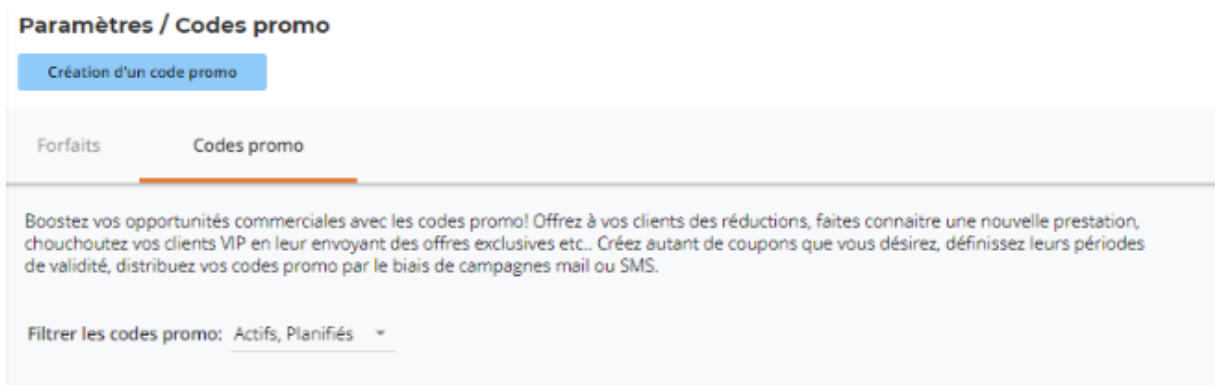 Paramètres / Codes promo
Création d'un code promo
Forfaits Codes promo
Boostez vos opportunités commerciales avec les codes promo! Offrez à vos clients des réductions, faites connaitre une nouvelle prestation,
chouchoutez vos clients VIP en leur envoyant des offres exclusives etc.. Créez autant de coupons que vous désirez, définissez leurs périodes
de validité, distribuez vos codes promo par le biais de campagnes mail ou SMS.
Filtrer les codes promo: Actifs, Planifiés